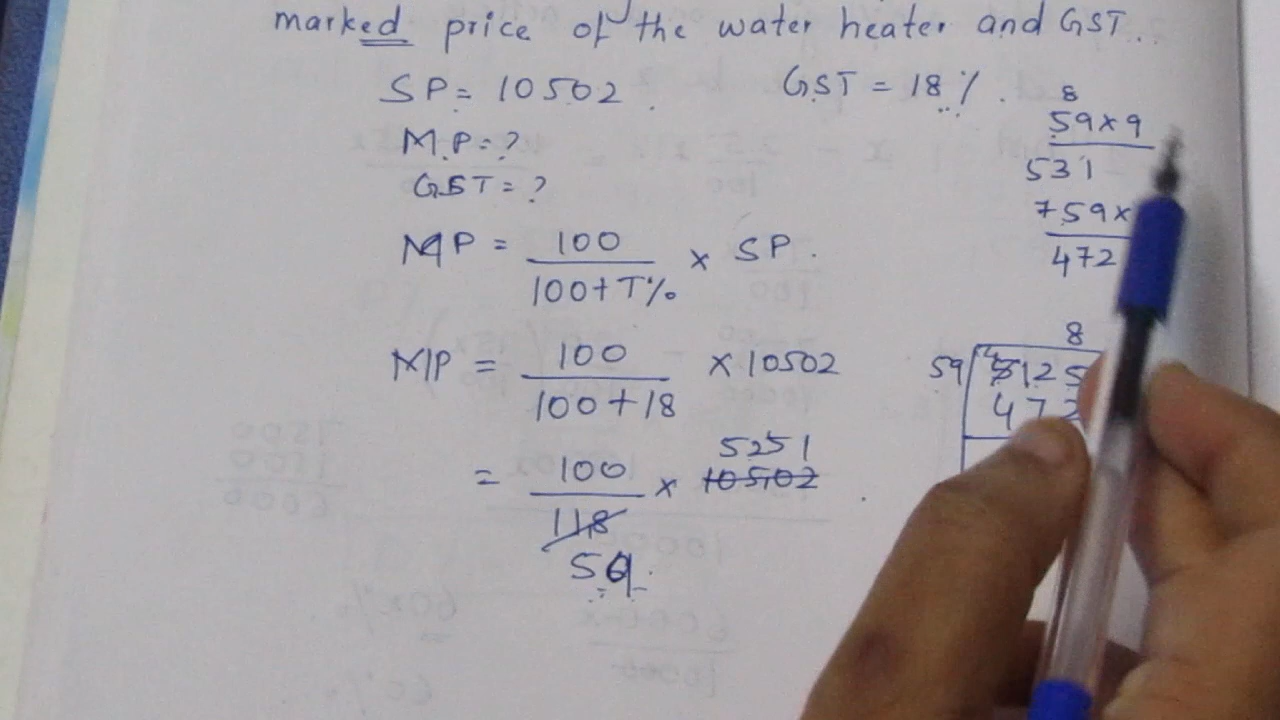 marked price of the water heater and GST..
SP = 10502. GST = 18%.
M.P = ?
GST = ?
MP = 100 / 100+T% × SP.
MP = 100 / 100+18 × 10502
5251
= 100 / 118 × 10502
59.
8
59×9
531
7 59×
472
8
59
472